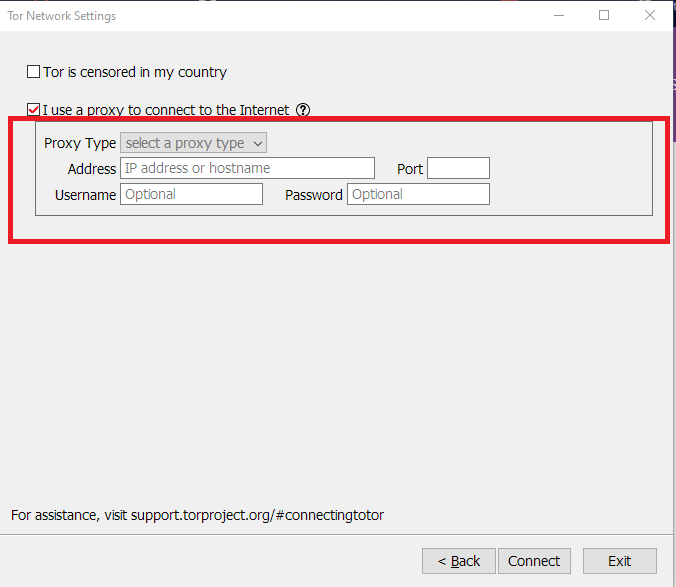 Tor Network Settings
Tor is censored in my country
I use a proxy to connect to the Internet ?
Proxy Type select a proxy type
Address IP address or hostname Port
Username Optional Password Optional
For assistance, visit support.torproject.org/#connectingtotor
< Back Connect Exit